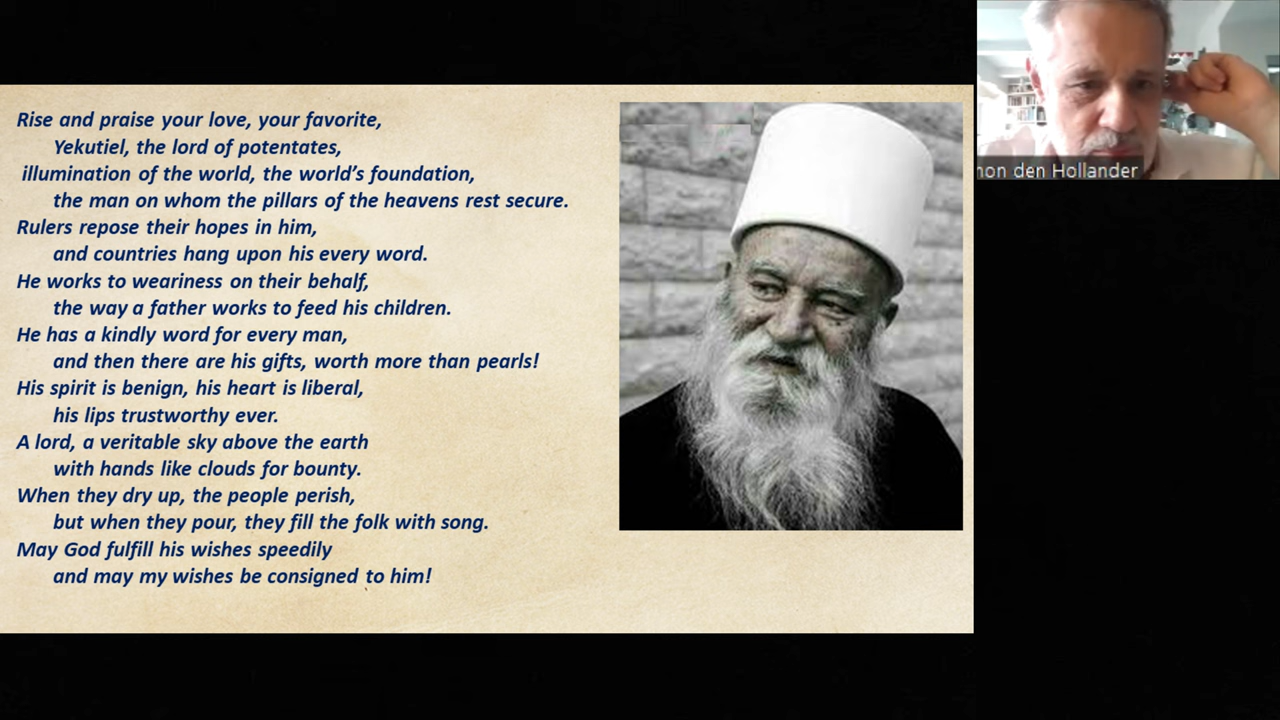 Rise and praise your love, your favorite,
Yekutiel, the lord of potentates,
illumination of the world, the world’s foundation,
the man on whom the pillars of the heavens rest secure.
Rulers repose their hopes in him,
and countries hang upon his every word.
He works to weariness on their behalf,
the way a father works to feed his children.
He has a kindly word for every man,
and then there are his gifts, worth more than pearls!
His spirit is benign, his heart is liberal,
his lips trustworthy ever.
A lord, a veritable sky above the earth
with hands like clouds for bounty.
When they dry up, the people perish,
but when they pour, they fill the folk with song.
May God fulfill his wishes speedily
and may my wishes be consigned to him!
den Hollander